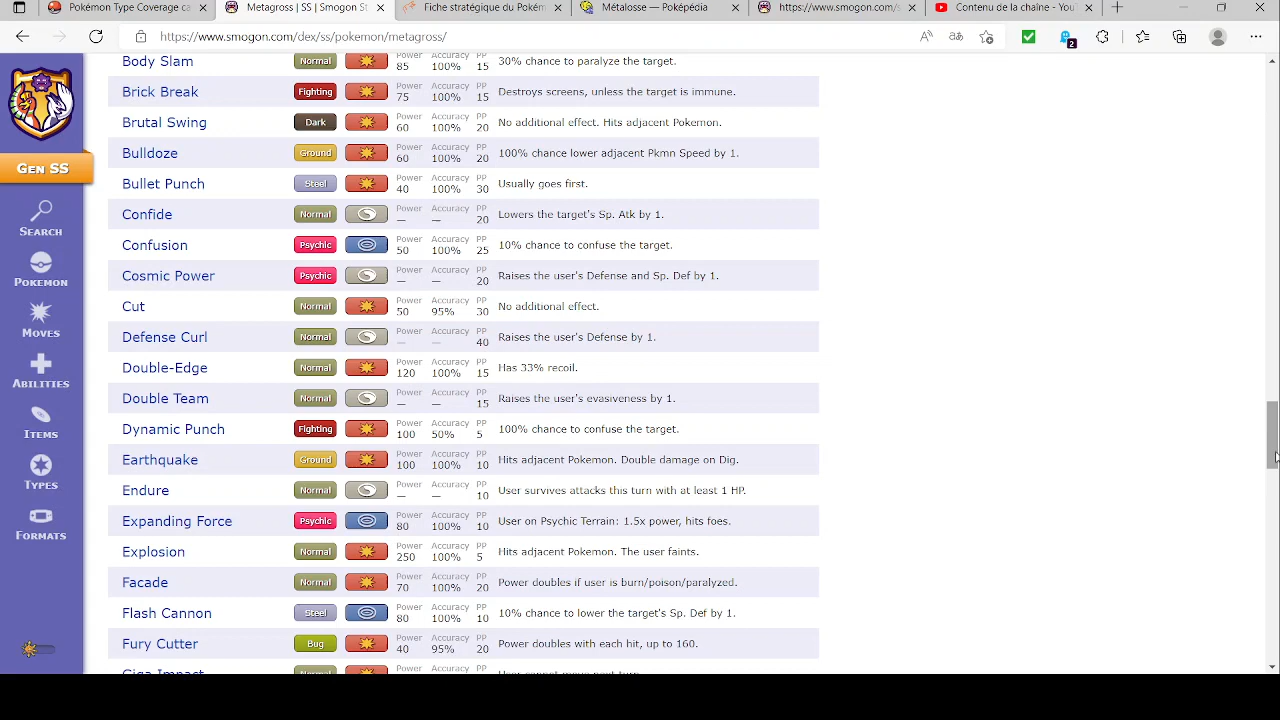 Pokémon Type Coverage ca
Metagross | SS | Smogon St
Fiche stratégique du Pokém
Métalosse — Poképédia
https://www.smogon.com/s
Contenu de la chaîne - YouTu
https://www.smogon.com/dex/ss/pokemon/metagross/
2
Gen SS
Search
Pokemon
Moves
Abilities
Items
Types
Formats
Body Slam Normal Power 85 Accuracy 100% PP 15 30% chance to paralyze the target.
Brick Break Fighting Power 75 Accuracy 100% PP 15 Destroys screens, unless the target is immune.
Brutal Swing Dark Power 60 Accuracy 100% PP 20 No additional effect. Hits adjacent Pokemon.
Bulldoze Ground Power 60 Accuracy 100% PP 20 100% chance lower adjacent Pkmn Speed by 1.
Bullet Punch Steel Power 40 Accuracy 100% PP 30 Usually goes first.
Confide Normal Power — Accuracy — PP 20 Lowers the target's Sp. Atk by 1.
Confusion Psychic Power 50 Accuracy 100% PP 25 10% chance to confuse the target.
Cosmic Power Psychic Power — Accuracy — PP 20 Raises the user's Defense and Sp. Def by 1.
Cut Normal Power 50 Accuracy 95% PP 30 No additional effect.
Defense Curl Normal Power — Accuracy — PP 40 Raises the user's Defense by 1.
Double-Edge Normal Power 120 Accuracy 100% PP 15 Has 33% recoil.
Double Team Normal Power — Accuracy — PP 15 Raises the user's evasiveness by 1.
Dynamic Punch Fighting Power 100 Accuracy 50% PP 5 100% chance to confuse the target.
Earthquake Ground Power 100 Accuracy 100% PP 10 Hits adjacent Pokemon. Double damage on Dig.
Endure Normal Power — Accuracy — PP 10 User survives attacks this turn with at least 1 HP.
Expanding Force Psychic Power 80 Accuracy 100% PP 10 User on Psychic Terrain: 1.5x power, hits foes.
Explosion Normal Power 250 Accuracy 100% PP 5 Hits adjacent Pokemon. The user faints.
Facade Normal Power 70 Accuracy 100% PP 20 Power doubles if user is burn/poison/paralyzed.
Flash Cannon Steel Power 80 Accuracy 100% PP 10 10% chance to lower the target's Sp. Def by 1.
Fury Cutter Bug Power 40 Accuracy 95% PP 20 Power doubles with each hit, up to 160.
Giga Impact Normal Power Accuracy PP User cannot move next turn.